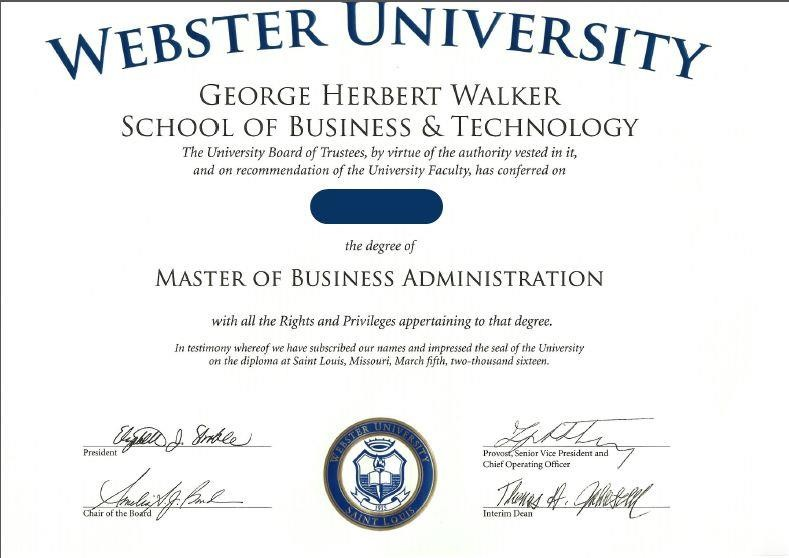 WEBSTER UNIVERSITY
GEORGE HERBERT WALKER
SCHOOL OF BUSINESS & TECHNOLOGY
The University Board of Trustees, by virtue of the authority vested in it,
and on recommendation of the University Faculty, has conferred on
the degree of
MASTER OF BUSINESS ADMINISTRATION
with all the Rights and Privileges appertaining to that degree.
In testimony whereof we have subscribed our names and impressed the seal of the University
on the diploma at Saint Louis, Missouri, March fifth, two-thousand sixteen.
Elizabeth J. Stroble
President
Provost, Senior Vice President and
Chief Operating Officer
Chair of the Board
Thomas H.
Interim Dean
WEBSTER UNIVERSITY
1915
SAINT LOUIS